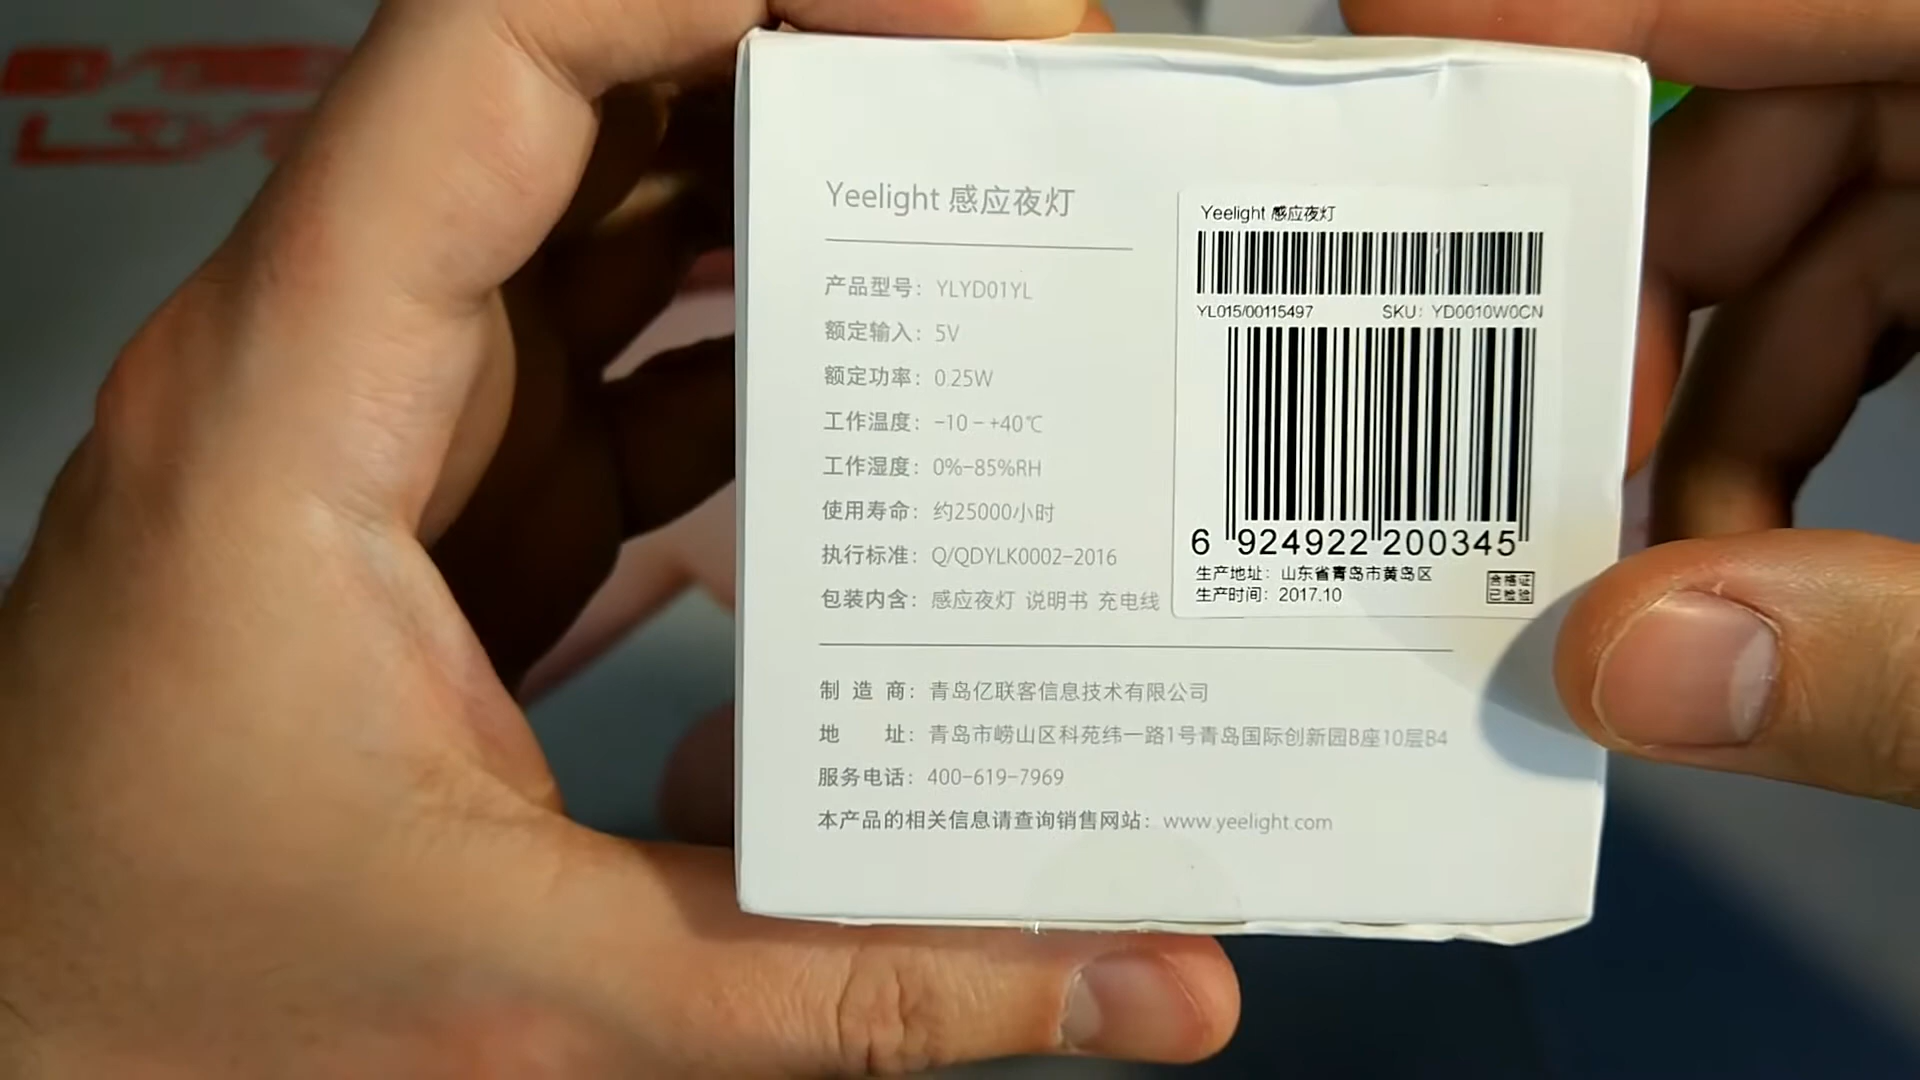 Yeelight 感应夜灯
产品型号：YLYD01YL
额定输入：5V
额定功率：0.25W
工作温度：-10 - +40℃
工作湿度：0%-85%RH
使用寿命：约25000小时
执行标准：Q/QDYLK0002-2016
包装内含：感应夜灯 说明书 充电线
Yeelight 感应夜灯
YL015/00115497 SKU：YD0010W0CN
6 924922 200345
生产地址：山东省青岛市黄岛区
生产时间：2017.10
合格证
已检验
制造商：青岛亿联客信息技术有限公司
地址：青岛市崂山区科苑纬一路1号青岛国际创新园B座10层B4
服务电话：400-619-7969
本产品的相关信息请查询销售网站：www.yeelight.com